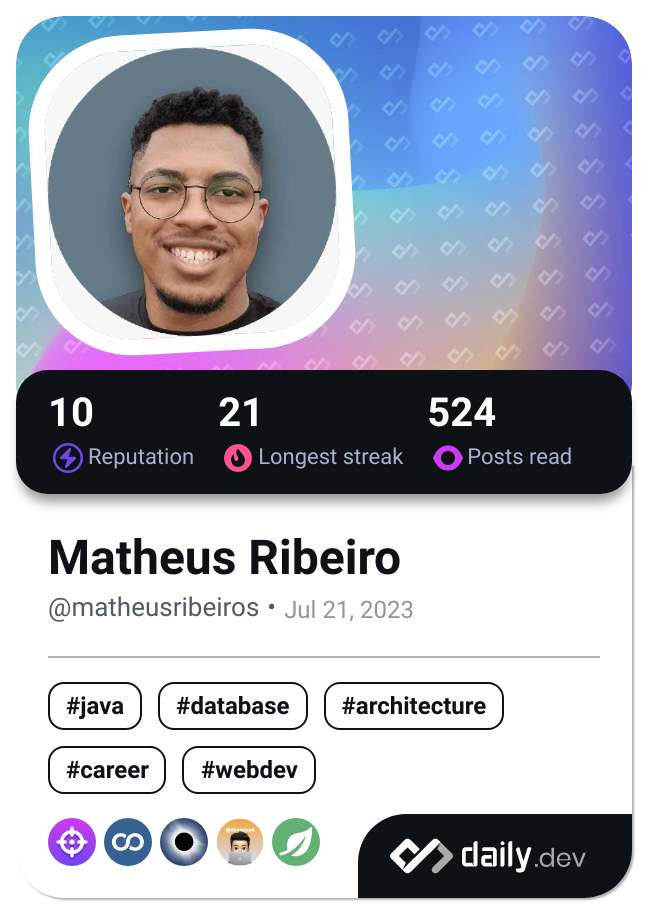 10 21 524
Reputation Longest streak Posts read
Matheus Ribeiro
@matheusribeiros • Jul 21, 2023
#java #database #architecture
#career #webdev
daily.dev